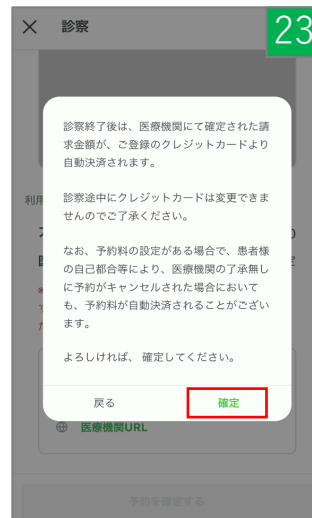 診察
23
診察終了後は、医療機関にて確定された請
求金額が、ご登録のクレジットカードより
自動決済されます。
診察途中にクレジットカードは変更できま
せんのでご了承ください。
なお、予約料の設定がある場合で、患者様
の自己都合等により、医療機関の了承無し
に予約がキャンセルされた場合において
も、予約料が自動決済されることがござい
ます。
よろしければ、 確定してください。
戻る
確定
利用
医療機関URL
予約を確定する